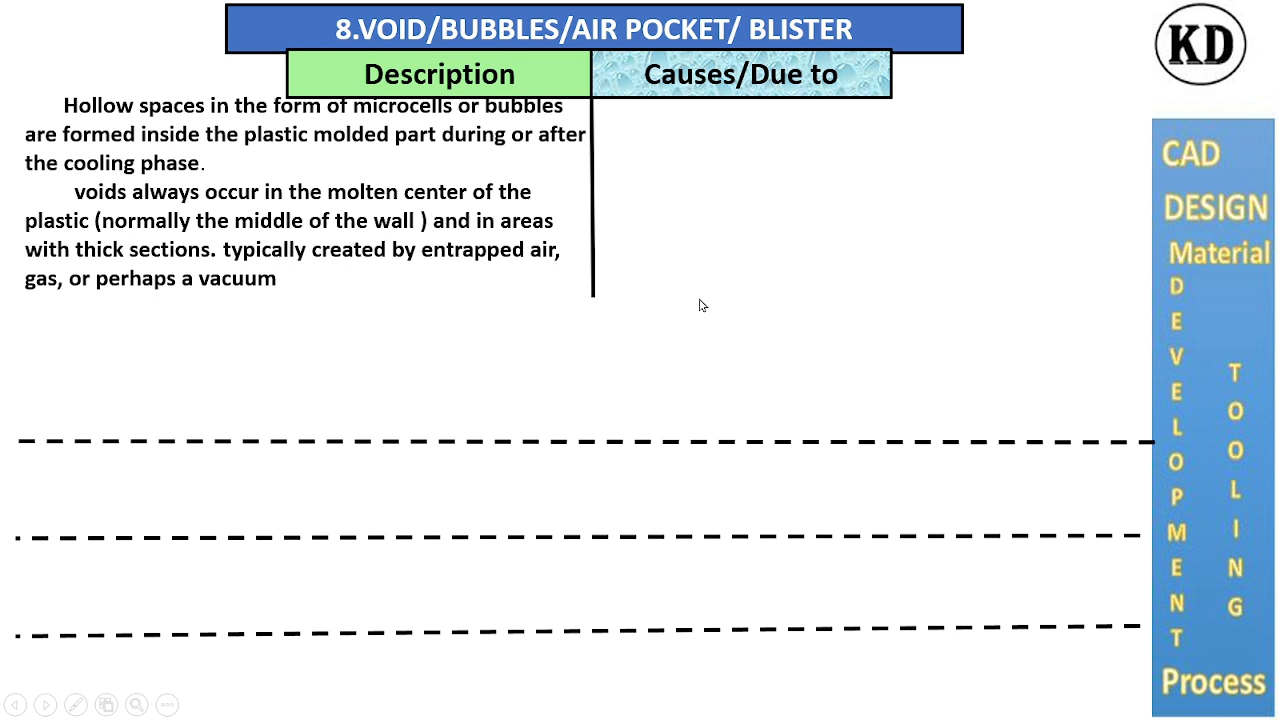 8.VOID/BUBBLES/AIR POCKET/ BLISTER
Description
Causes/Due to
Hollow spaces in the form of microcells or bubbles
are formed inside the plastic molded part during or after
the cooling phase.
voids always occur in the molten center of the
plastic (normally the middle of the wall ) and in areas
with thick sections. typically created by entrapped air,
gas, or perhaps a vacuum
KD
CAD
DESIGN
Material
DEVELOPMENT
TOOLING
Process